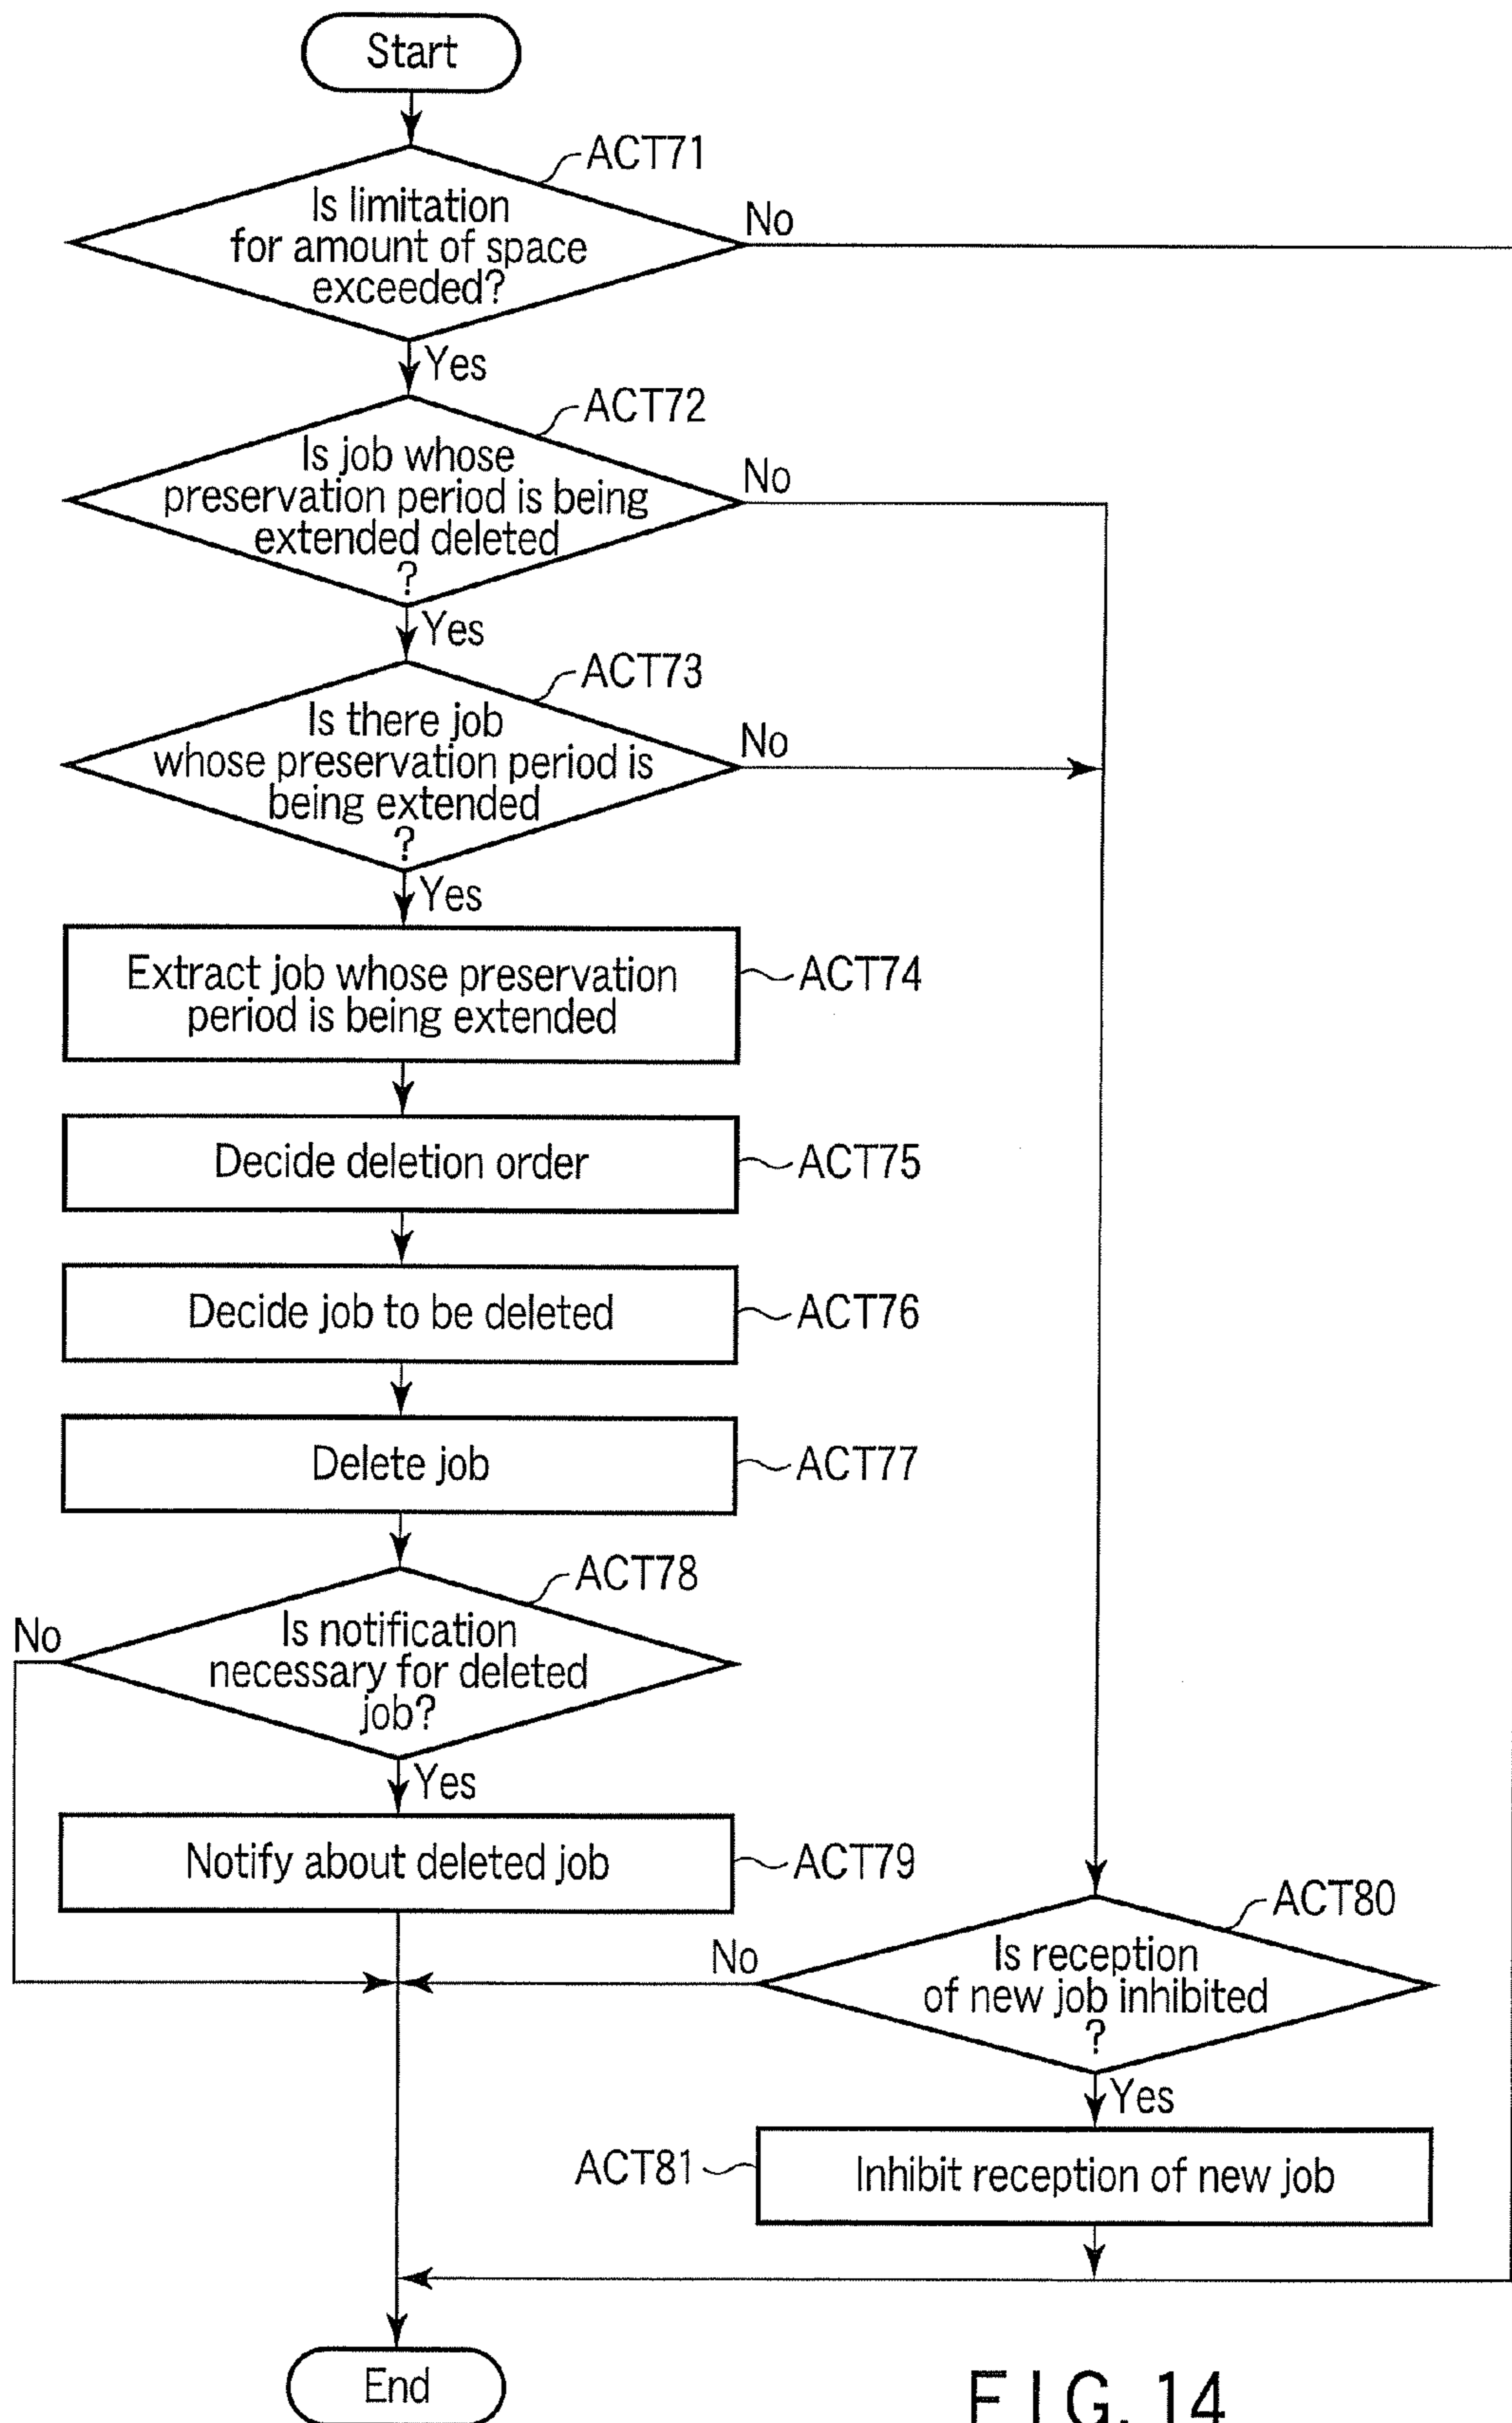 Start
ACT71
Is limitation
for amount of space
exceeded?
No
Yes
ACT72
Is job whose
preservation period is being
extended deleted
?
No
Yes
ACT73
Is there job
whose preservation period is
being extended
?
No
Yes
Extract job whose preservation
period is being extended
ACT74
Decide deletion order
ACT75
Decide job to be deleted
ACT76
Delete job
ACT77
ACT78
No
Is notification
necessary for deleted
job?
Yes
Notify about deleted job
ACT79
ACT80
No
Is reception
of new job inhibited
?
Yes
ACT81
Inhibit reception of new job
End
FIG. 14